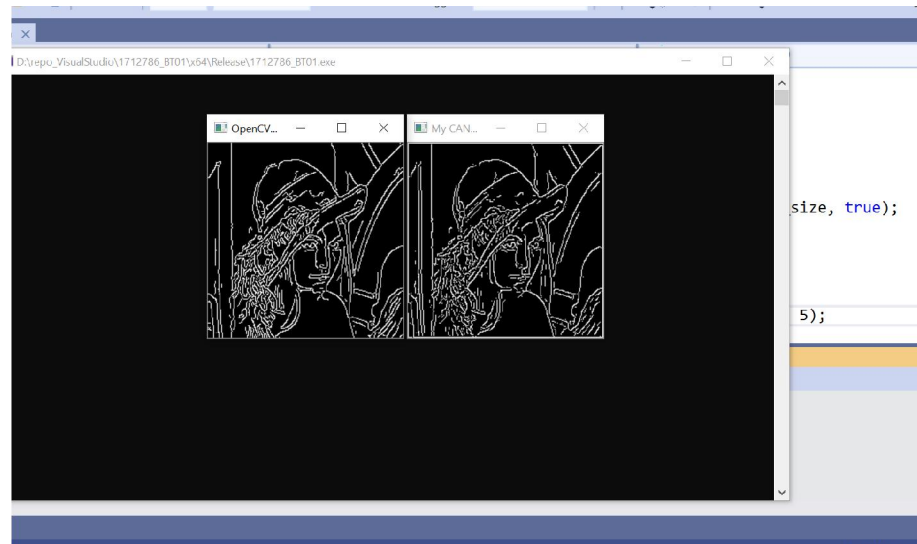 D:\repo_VisualStudio\1712786_BT01\x64\Release\1712786_BT01.exe
OpenCV...
My CAN...
size, true);
5);